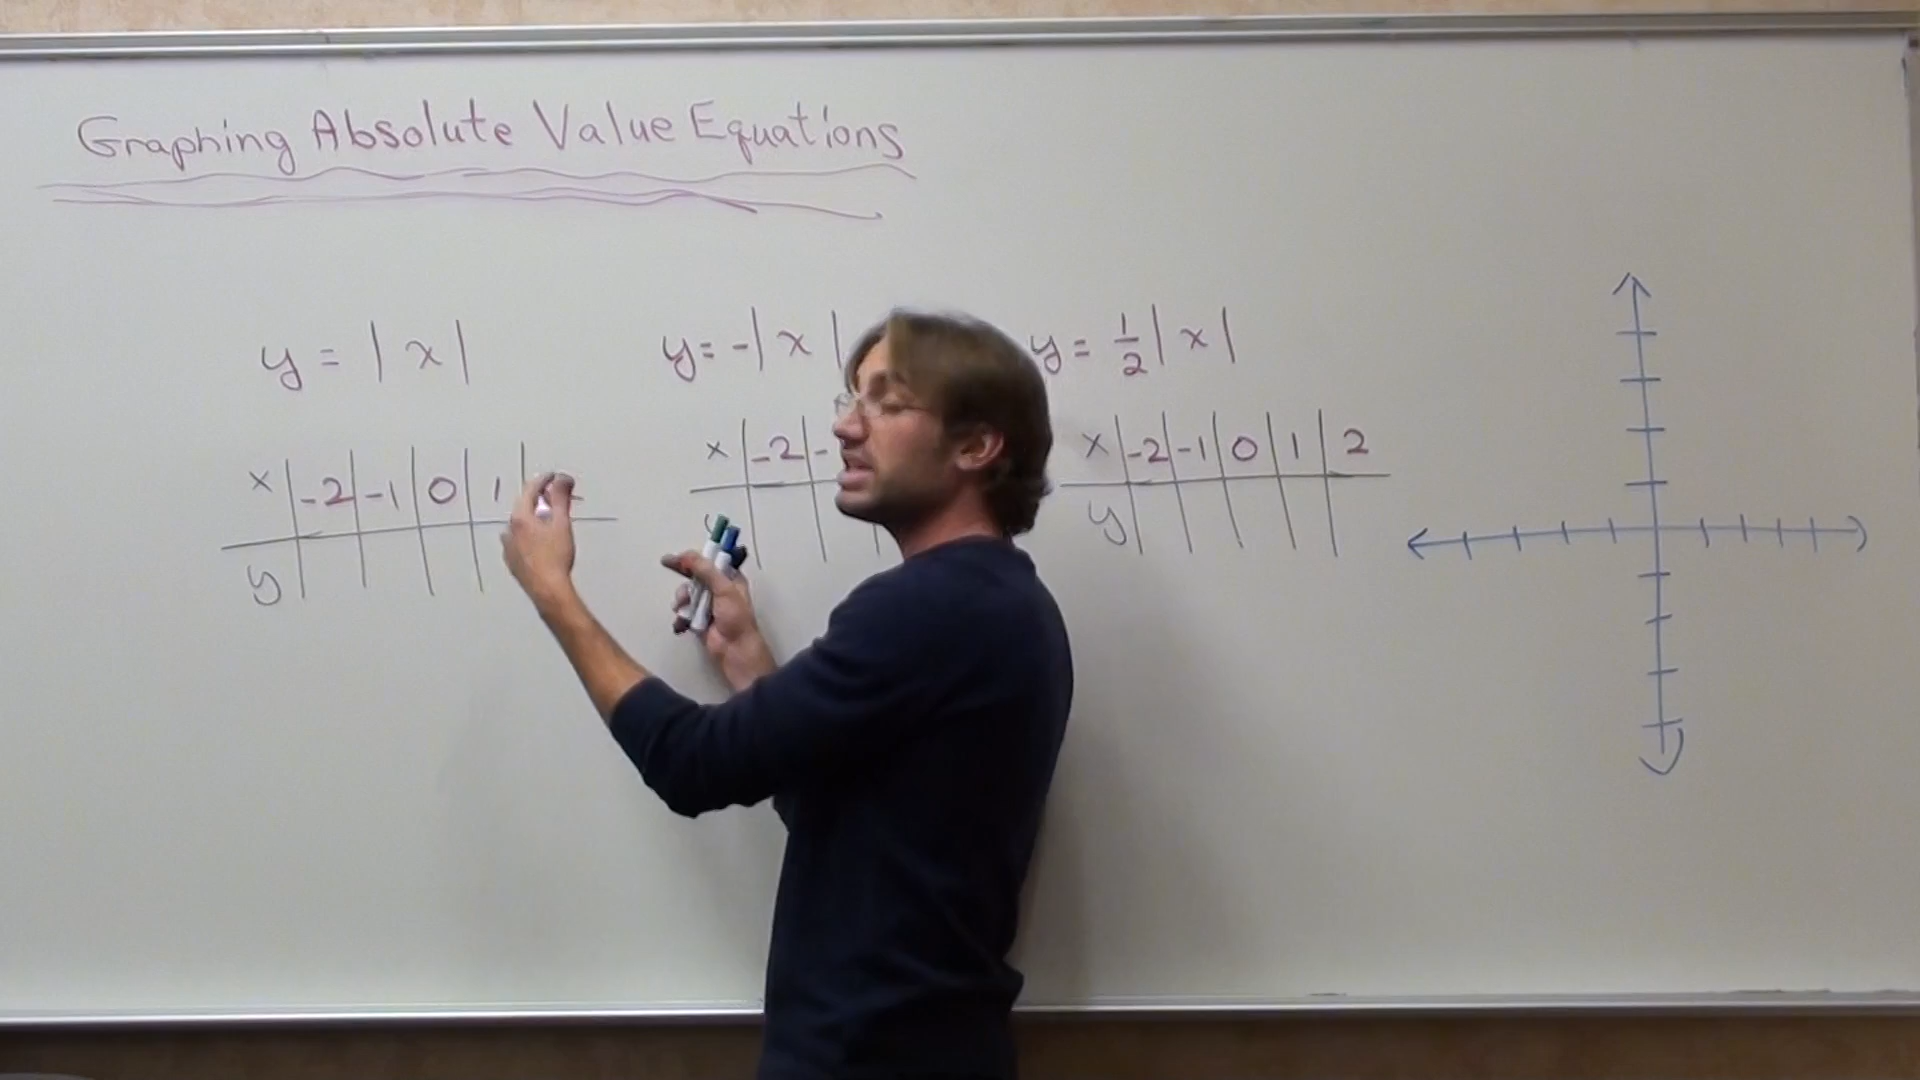 Graphing Absolute Value Equations
y = |x|
x -2 -1 0 1
y
y = -|x|
x -2 -
y = 1/2|x|
x -2 -1 0 1 2
y